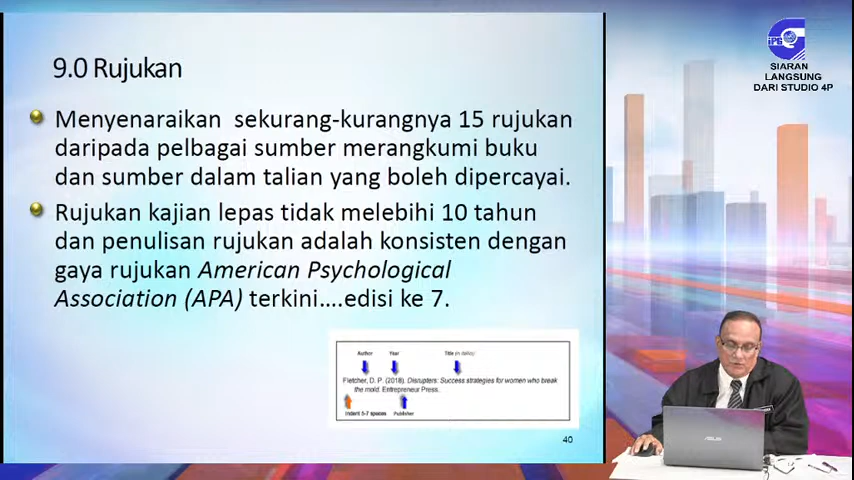 9.0 Rujukan
Menyenaraikan sekurang-kurangnya 15 rujukan
daripada pelbagai sumber merangkumi buku
dan sumber dalam talian yang boleh dipercayai.
Rujukan kajian lepas tidak melebihi 10 tahun
dan penulisan rujukan adalah konsisten dengan
gaya rujukan American Psychological
Association (APA) terkini....edisi ke 7.
Author Year Title (in italics)
Fletcher, D. P. (2018). Disrupters: Success strategies for women who break
the mold. Entrepreneur Press.
Indent 5-7 spaces Publisher
40
IPG
SIARAN
LANGSUNG
DARI STUDIO 4P
ASUS